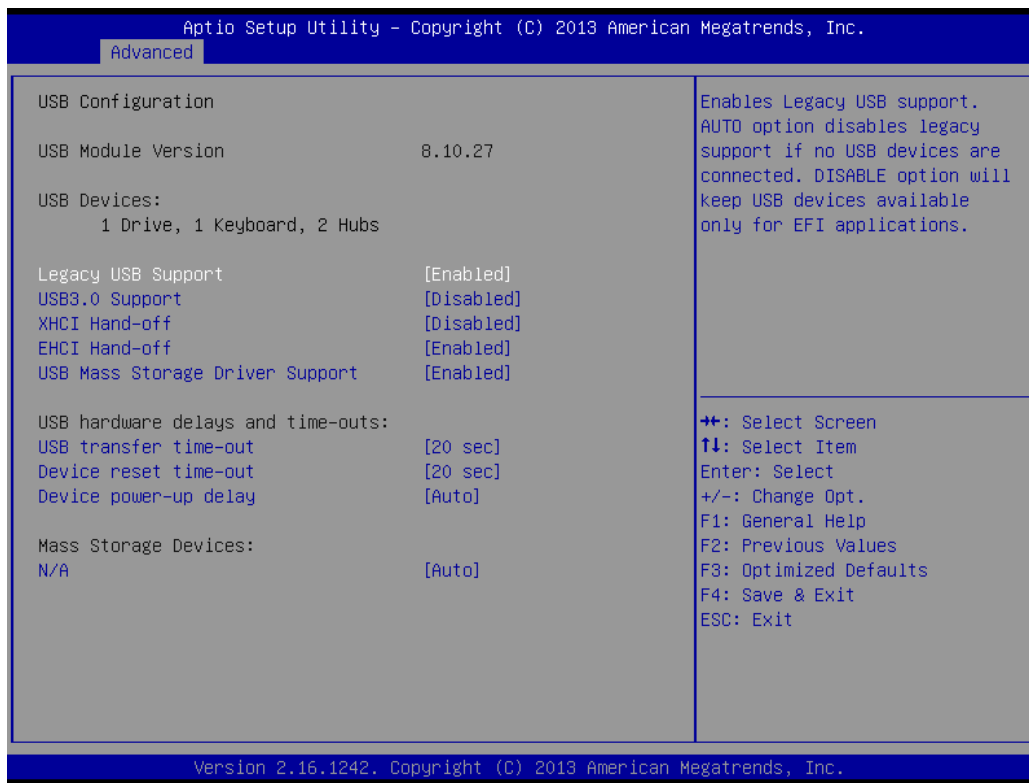 Aptio Setup Utility – Copyright (C) 2013 American Megatrends, Inc.
Advanced
USB Configuration
USB Module Version 8.10.27
USB Devices:
1 Drive, 1 Keyboard, 2 Hubs
Legacy USB Support [Enabled]
USB3.0 Support [Disabled]
XHCI Hand-off [Disabled]
EHCI Hand-off [Enabled]
USB Mass Storage Driver Support [Enabled]
USB hardware delays and time-outs:
USB transfer time-out [20 sec]
Device reset time-out [20 sec]
Device power-up delay [Auto]
Mass Storage Devices:
N/A [Auto]
Enables Legacy USB support.
AUTO option disables legacy
support if no USB devices are
connected. DISABLE option will
keep USB devices available
only for EFI applications.
→←: Select Screen
↑↓: Select Item
Enter: Select
+/-: Change Opt.
F1: General Help
F2: Previous Values
F3: Optimized Defaults
F4: Save & Exit
ESC: Exit
Version 2.16.1242. Copyright (C) 2013 American Megatrends, Inc.